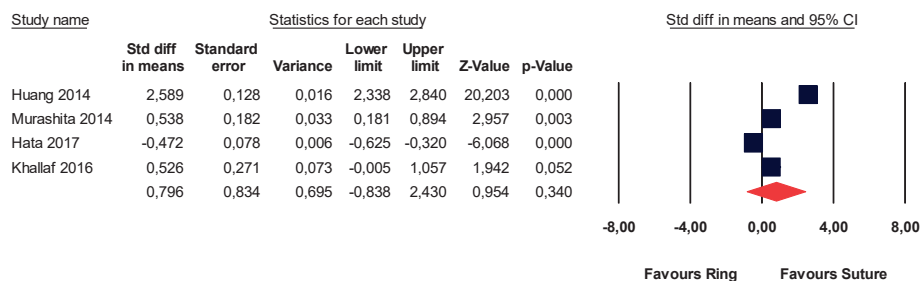 Study name Statistics for each study Std diff in means and 95% CI
Std diff Standard Lower Upper
in means error Variance limit limit Z-Value p-Value
Huang 2014 2,589 0,128 0,016 2,338 2,840 20,203 0,000
Murashita 2014 0,538 0,182 0,033 0,181 0,894 2,957 0,003
Hata 2017 -0,472 0,078 0,006 -0,625 -0,320 -6,068 0,000
Khallaf 2016 0,526 0,271 0,073 -0,005 1,057 1,942 0,052
0,796 0,834 0,695 -0,838 2,430 0,954 0,340
-8,00 -4,00 0,00 4,00 8,00
Favours Ring Favours Suture